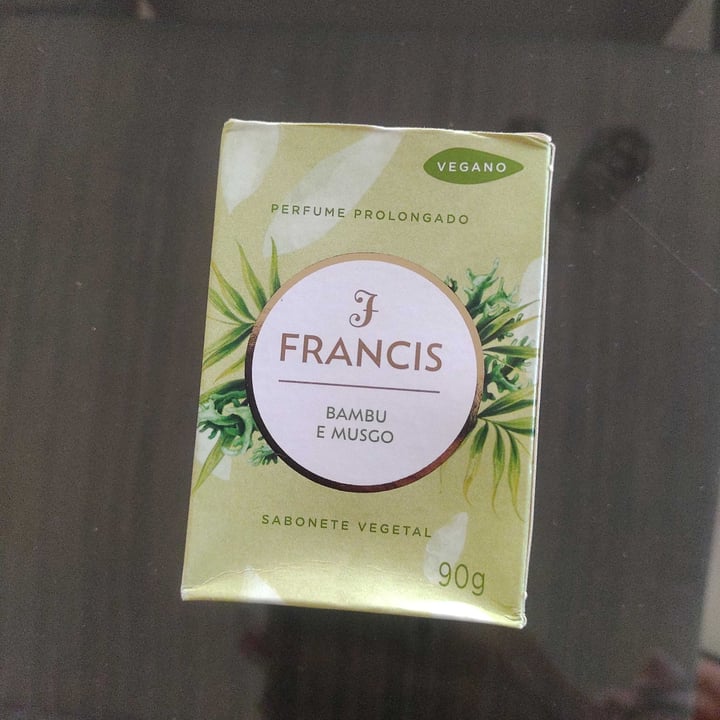 VEGANO
PERFUME PROLONGADO
F
FRANCIS
BAMBU
E MUSGO
SABONETE VEGETAL
90g